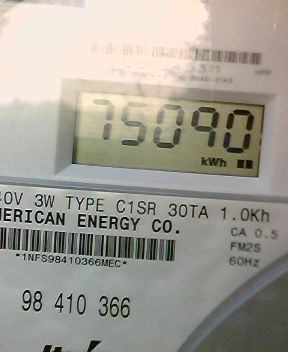 75090
kWh
40V 3W TYPE C1SR 30TA 1.0Kh
MERICAN ENERGY CO.
CA 0.5
FM2S
60Hz
*1NFS98410366MEC*
98 410 366